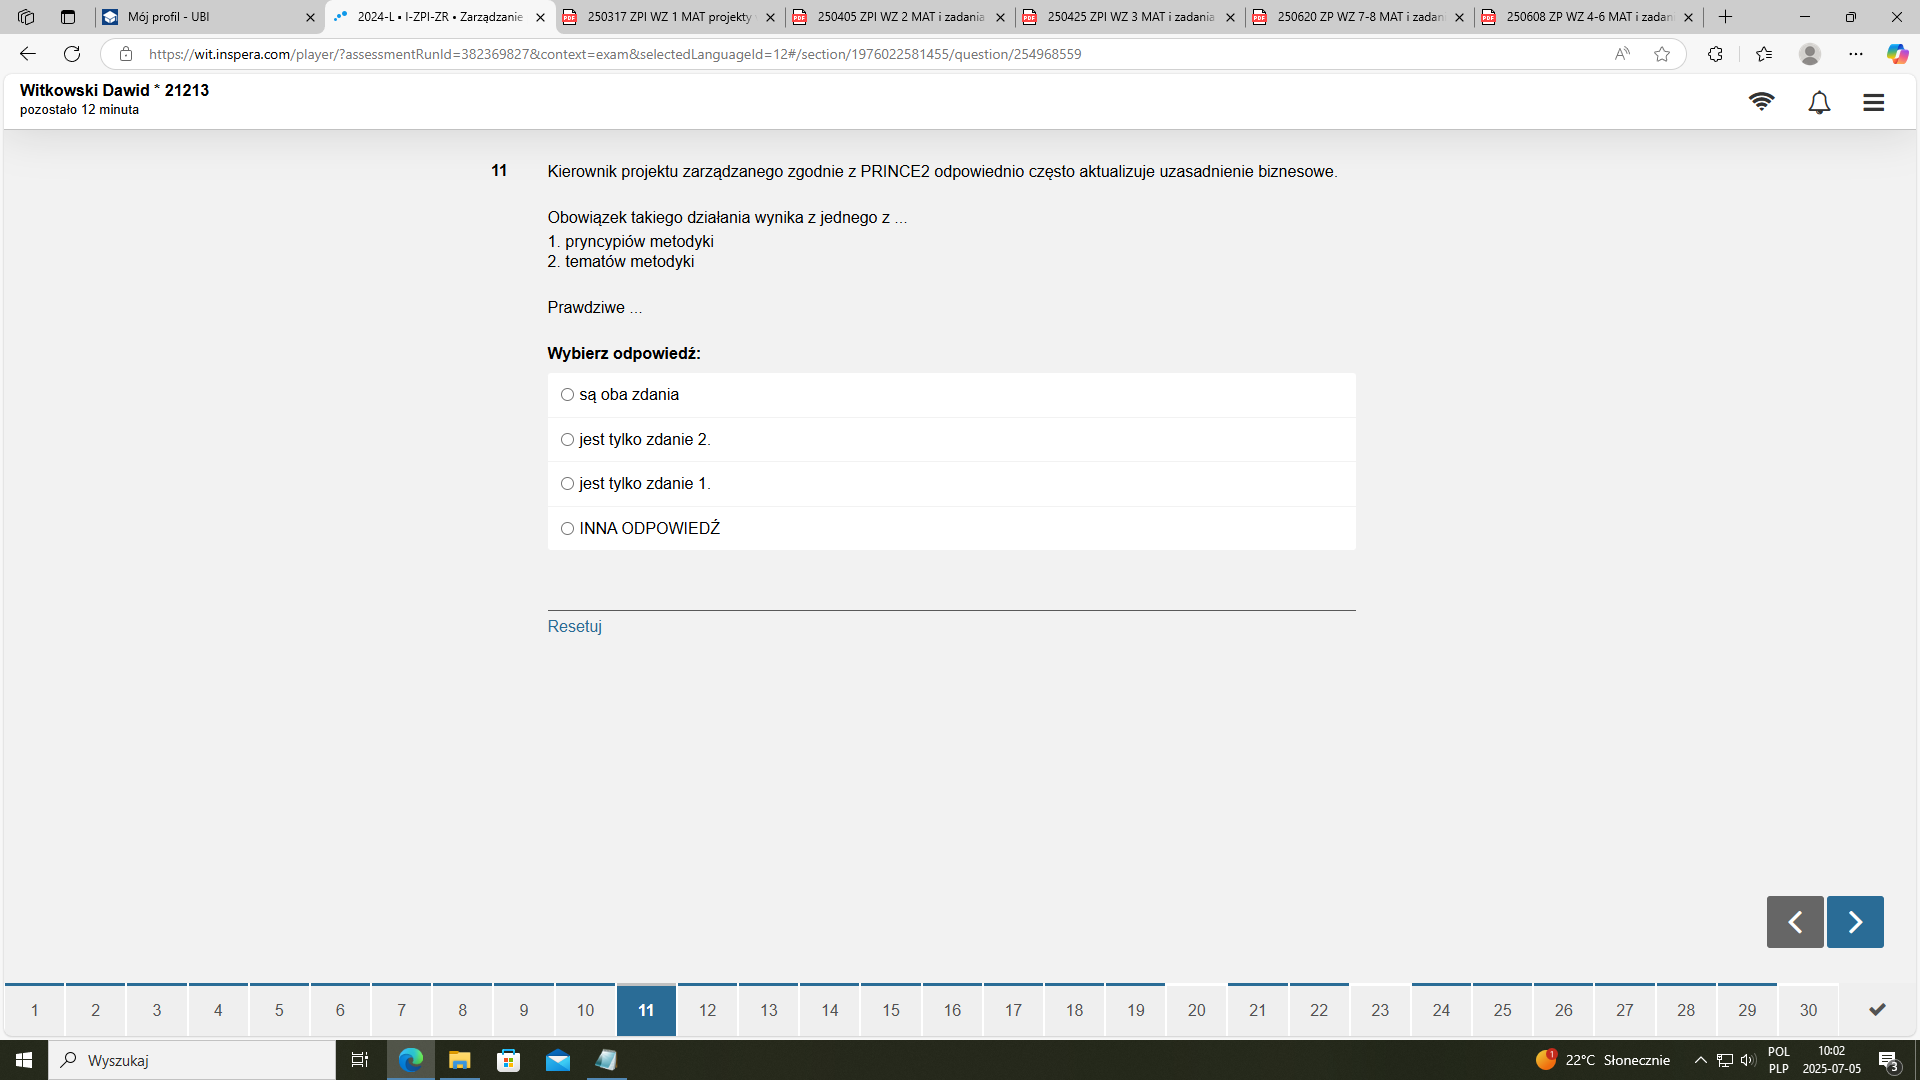 Mój profil - UBI
2024-L • I-ZPI-ZR • Zarządzanie
250317 ZPI WZ 1 MAT projekty
250405 ZPI WZ 2 MAT i zadania
250425 ZPI WZ 3 MAT i zadania
250620 ZP WZ 7-8 MAT i zadan
250608 ZP WZ 4-6 MAT i zadan
https://wit.inspera.com/player/?assessmentRunId=382369827&context=exam&selectedLanguageId=12#/section/1976022581455/question/254968559
Witkowski Dawid * 21213
pozostało 12 minuta
11
Kierownik projektu zarządzanego zgodnie z PRINCE2 odpowiednio często aktualizuje uzasadnienie biznesowe.
Obowiązek takiego działania wynika z jednego z ...
1. pryncypiów metodyki
2. tematów metodyki
Prawdziwe ...
Wybierz odpowiedź:
są oba zdania
jest tylko zdanie 2.
jest tylko zdanie 1.
INNA ODPOWIEDŹ
Resetuj
1 2 3 4 5 6 7 8 9 10 11 12 13 14 15 16 17 18 19 20 21 22 23 24 25 26 27 28 29 30
Wyszukaj
1
22°C Słonecznie
POL
PLP
10:02
2025-07-05
3